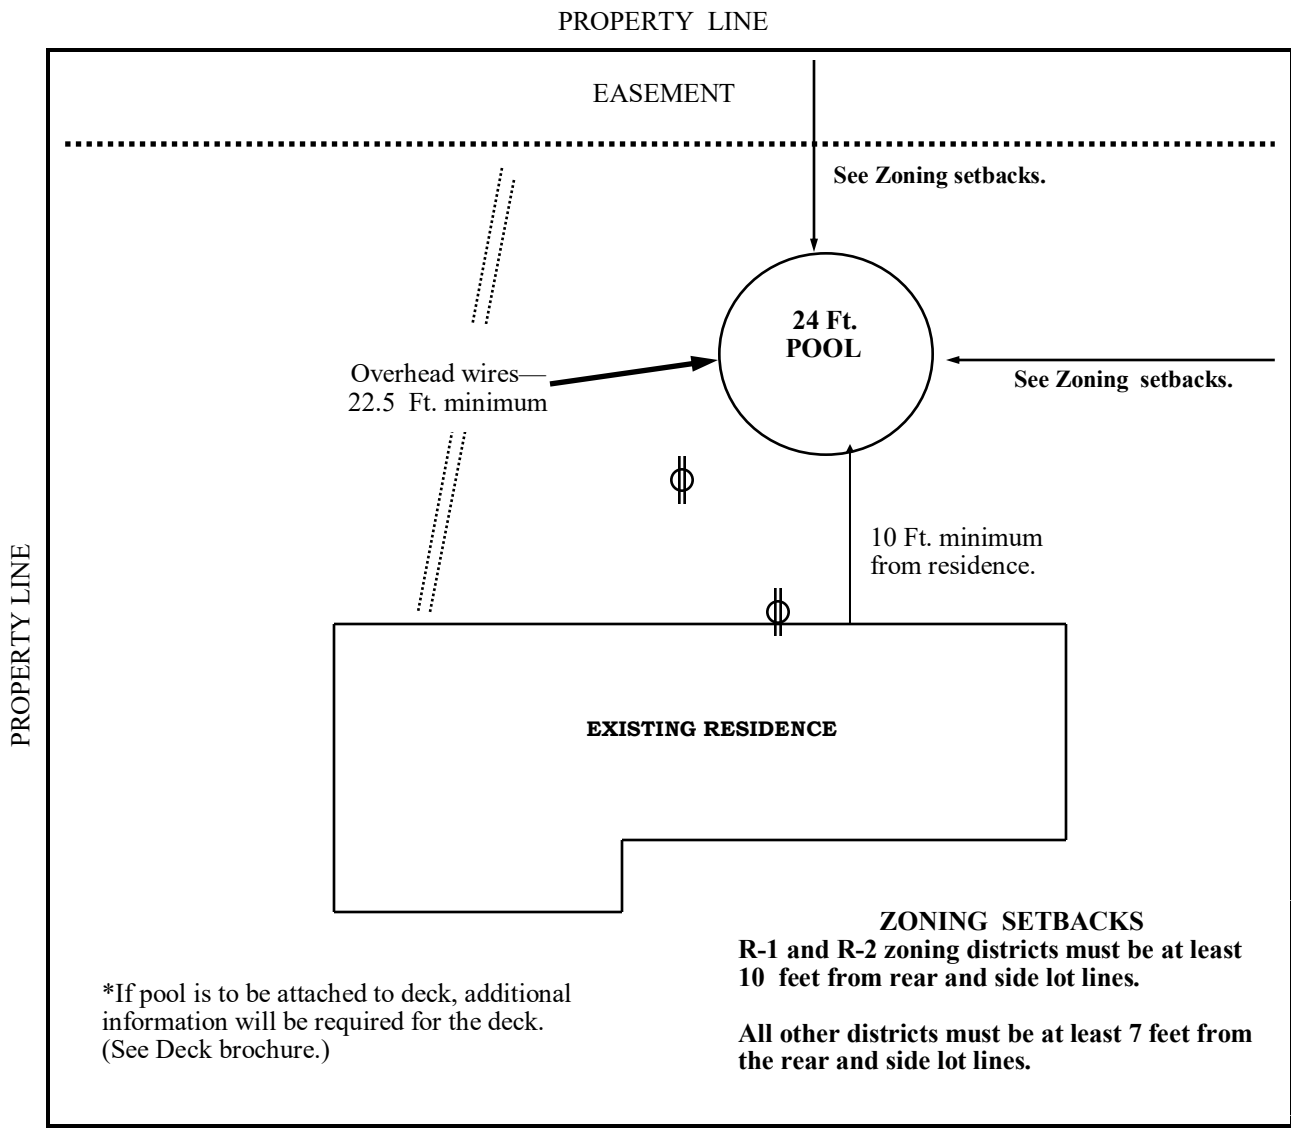 PROPERTY LINE
EASEMENT
See Zoning setbacks.
24 Ft.
POOL
Overhead wires—
22.5 Ft. minimum
See Zoning setbacks.
10 Ft. minimum
from residence.
PROPERTY LINE
EXISTING RESIDENCE
ZONING SETBACKS
R-1 and R-2 zoning districts must be at least
10 feet from rear and side lot lines.
*If pool is to be attached to deck, additional
information will be required for the deck.
(See Deck brochure.)
All other districts must be at least 7 feet from
the rear and side lot lines.